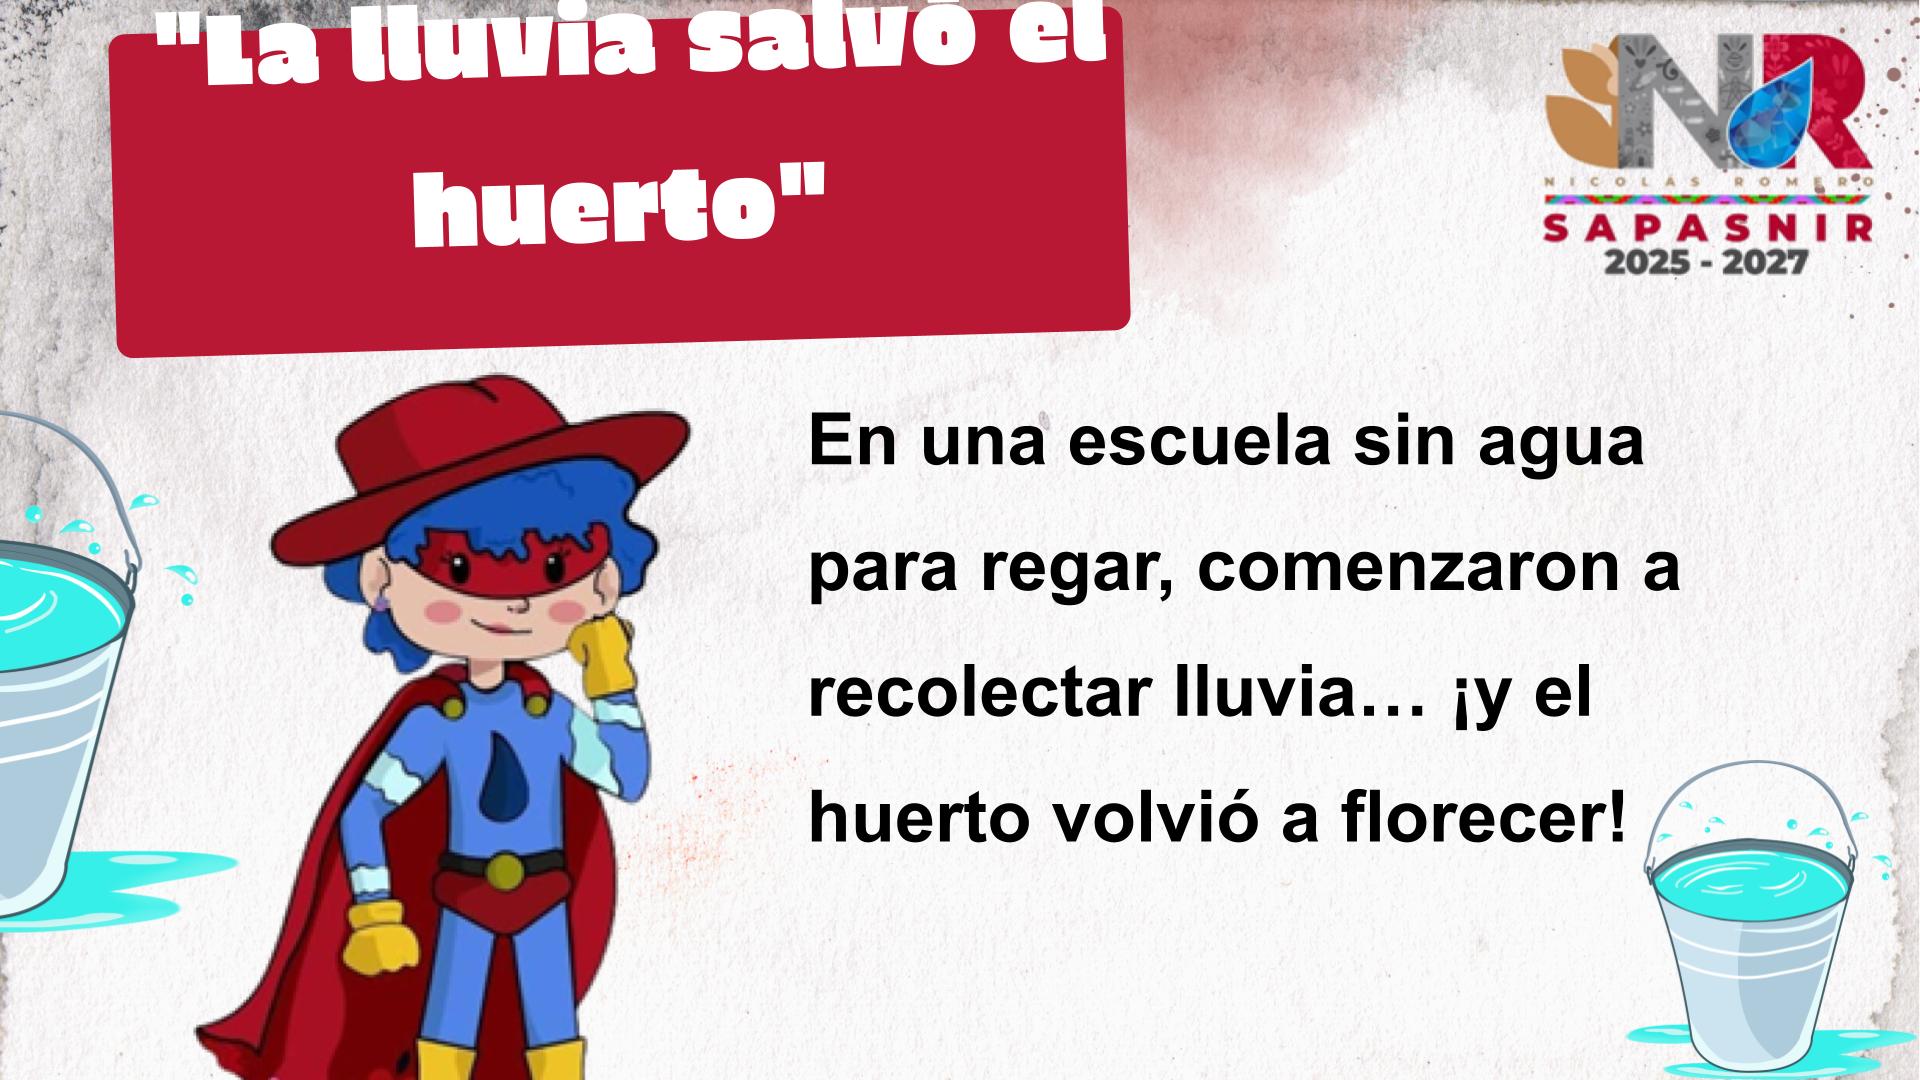 "La lluvia salvó el
huerto"
NICOLÁS ROMERO
SAPASNIR
2025 - 2027
En una escuela sin agua
para regar, comenzaron a
recolectar lluvia… ¡y el
huerto volvió a florecer!